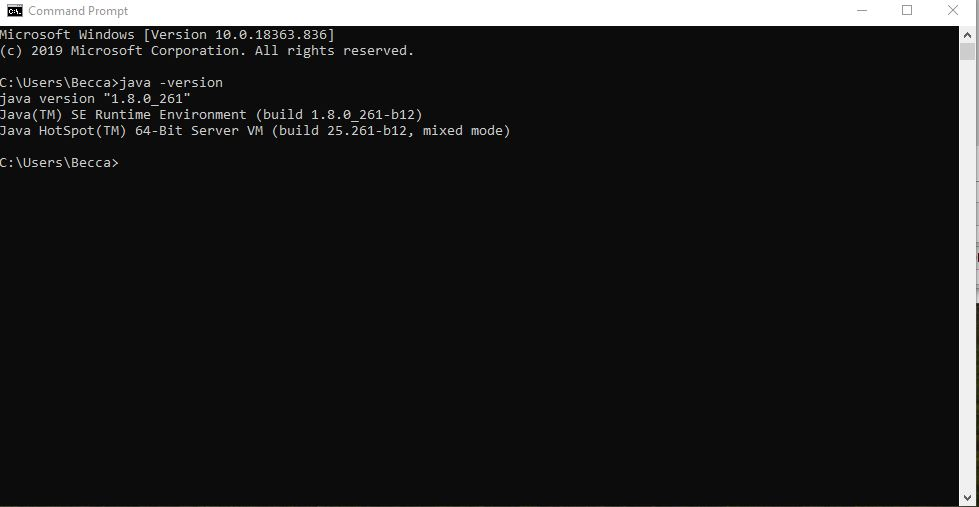 Command Prompt
Microsoft Windows [Version 10.0.18363.836]
(c) 2019 Microsoft Corporation. All rights reserved.
C:\Users\Becca>java -version
java version "1.8.0_261"
Java(TM) SE Runtime Environment (build 1.8.0_261-b12)
Java HotSpot(TM) 64-Bit Server VM (build 25.261-b12, mixed mode)
C:\Users\Becca>